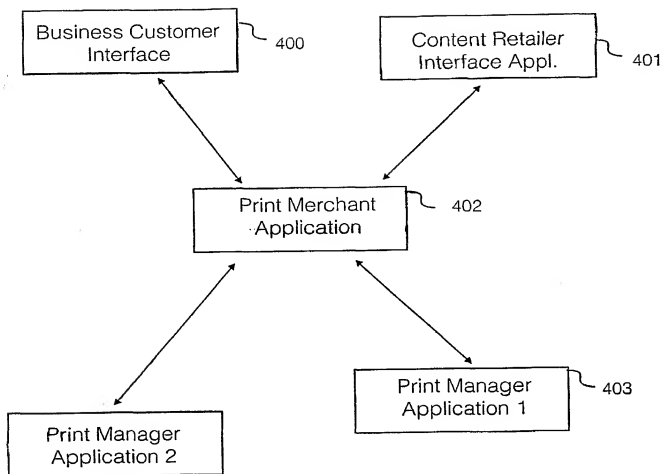 Business Customer
Interface
400
Content Retailer
Interface Appl.
401
Print Merchant
Application
402
Print Manager
Application 1
403
Print Manager
Application 2